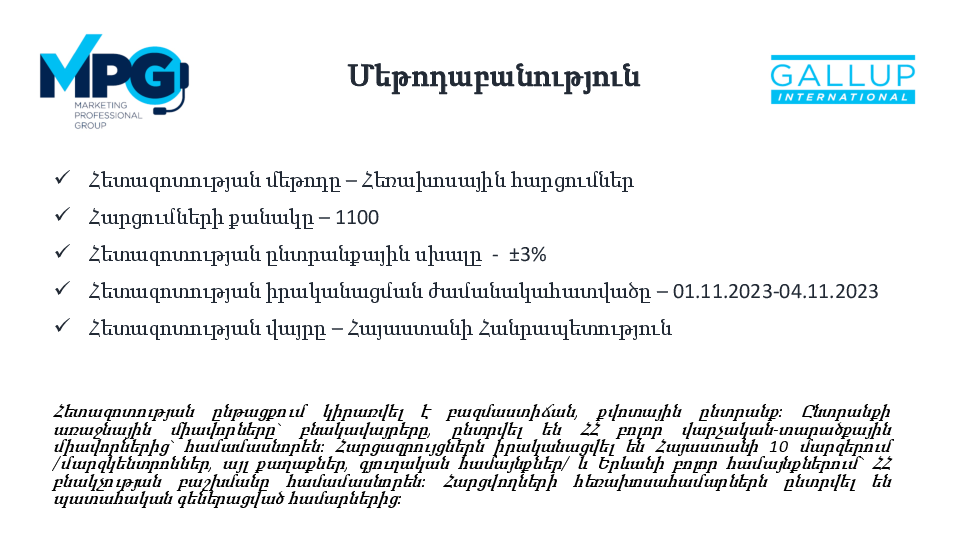 MPG
MARKETING
PROFESSIONAL
GROUP
Մեթոդաբանություն
GALLUP
INTERNATIONAL
✓ Հետազոտության մեթոդը – Հեռախոսային հարցումներ
✓ Հարցումների քանակը – 1100
✓ Հետազոտության ընտրանքային սխալը - ±3%
✓ Հետազոտության իրականացման ժամանակահատվածը – 01.11.2023-04.11.2023
✓ Հետազոտության վայրը – Հայաստանի Հանրապետություն
Հետազոտության ընթացքում կիրառվել է բազմաստիճան, քվոտային ընտրանք: Ընտրանքի
առաջնային միավորները՝ բնակավայրերը, ընտրվել են ՀՀ բոլոր վարչական-տարածքային
միավորներից՝ համամասնորեն: Հարցազրույցներն իրականացվել են Հայաստանի 10 մարզերում
/մարզկենտրոններ, այլ քաղաքներ, գյուղական համայնքներ/ և Երևանի բոլոր համայնքներում՝ ՀՀ
բնակչության բաշխմանը համամասնորեն: Հարցվողների հեռախոսահամարներն ընտրվել են
պատահական գեներացված համարներից: